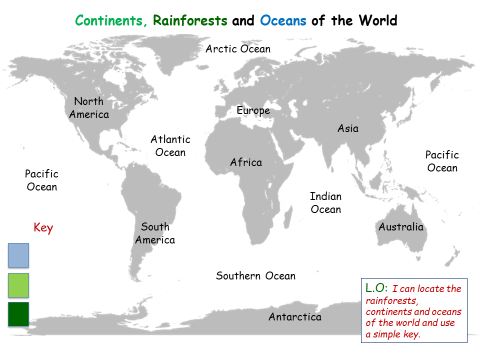 Continents, Rainforests and Oceans of the World
Arctic Ocean
North
America
Europe
Asia
Atlantic
Ocean
Africa
Pacific
Ocean
Pacific
Ocean
Indian
Ocean
Key
South
America
Australia
Southern Ocean
L.O: I can locate the
rainforests,
continents and oceans
of the world and use
a simple key.
Antarctica